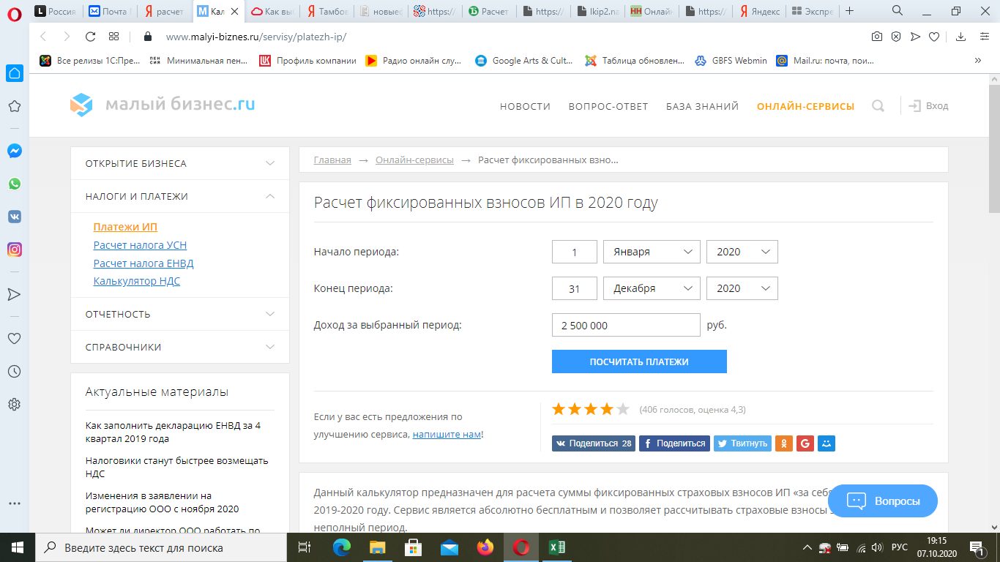 Россия
Почта
расчет
Кал
Как вы
Тамбов
новые
https://
Расчет
https://
lkip2.na
Онлайн
https://
Яндекс
Экспре
www.malyi-biznes.ru/servisy/platezh-ip/
Все релизы 1С:Пре...
Минимальная пен...
Профиль компании
Радио онлайн слу...
Google Arts & Cult...
Таблица обновлен...
GBFS Webmin
Mail.ru: почта, пои...
малый бизнес.ru
НОВОСТИ
ВОПРОС-ОТВЕТ
БАЗА ЗНАНИЙ
ОНЛАЙН-СЕРВИСЫ
Вход
ОТКРЫТИЕ БИЗНЕСА
НАЛОГИ И ПЛАТЕЖИ
Платежи ИП
Расчет налога УСН
Расчет налога ЕНВД
Калькулятор НДС
ОТЧЕТНОСТЬ
СПРАВОЧНИКИ
Актуальные материалы
Как заполнить декларацию ЕНВД за 4
квартал 2019 года
Налоговики станут быстрее возмещать
НДС
Изменения в заявлении на
регистрацию ООО с ноября 2020
Может ли директор ООО работать по
Главная → Онлайн-сервисы → Расчет фиксированных взно...
Расчет фиксированных взносов ИП в 2020 году
Начало периода: 1 Января 2020
Конец периода: 31 Декабря 2020
Доход за выбранный период: 2 500 000 руб.
ПОСЧИТАТЬ ПЛАТЕЖИ
Если у вас есть предложения по
улучшению сервиса, напишите нам!
(406 голосов, оценка 4,3)
Поделиться 28
Поделиться
Твитнуть
Данный калькулятор предназначен для расчета суммы фиксированных страховых взносов ИП «за себя
2019-2020 году. Сервис является абсолютно бесплатным и позволяет рассчитывать страховые взносы
неполный период.
Вопросы
Введите здесь текст для поиска
РУС
19:15
07.10.2020
1